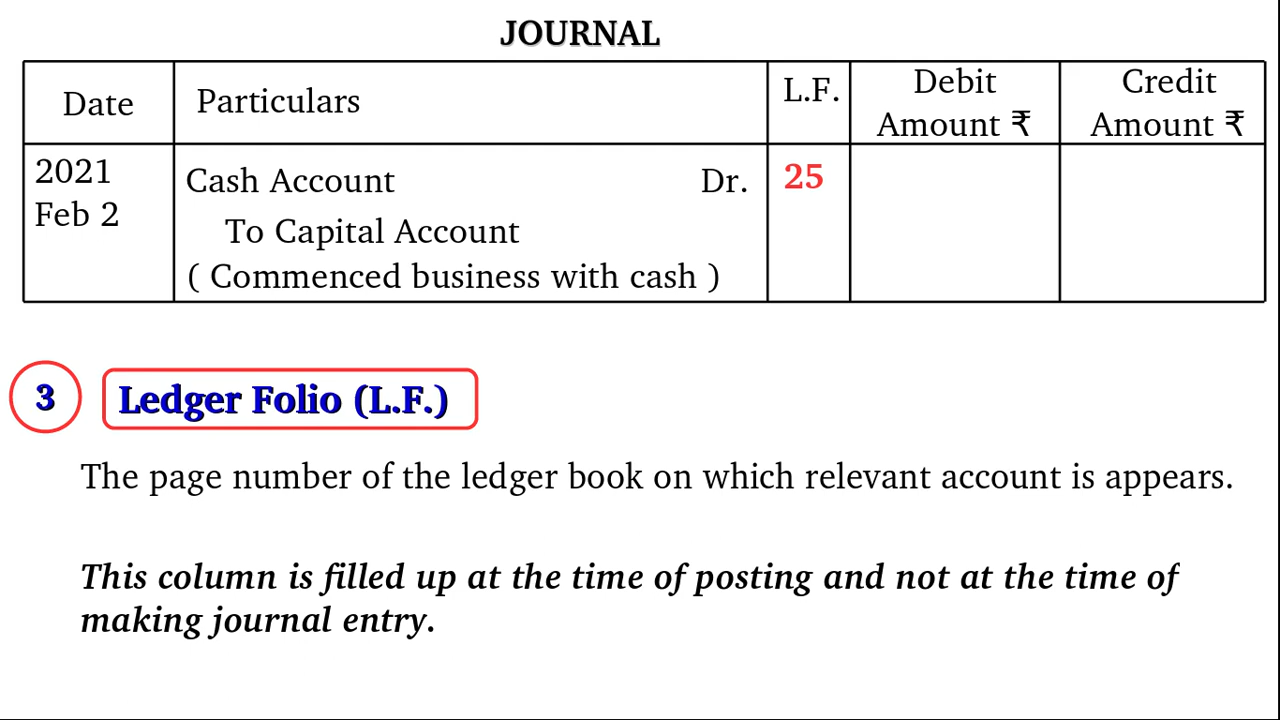 JOURNAL
Date Particulars L.F. Debit Amount ₹ Credit Amount ₹
2021
Feb 2
Cash Account Dr. 25
To Capital Account
( Commenced business with cash )
3 Ledger Folio (L.F.)
The page number of the ledger book on which relevant account is appears.
This column is filled up at the time of posting and not at the time of
making journal entry.